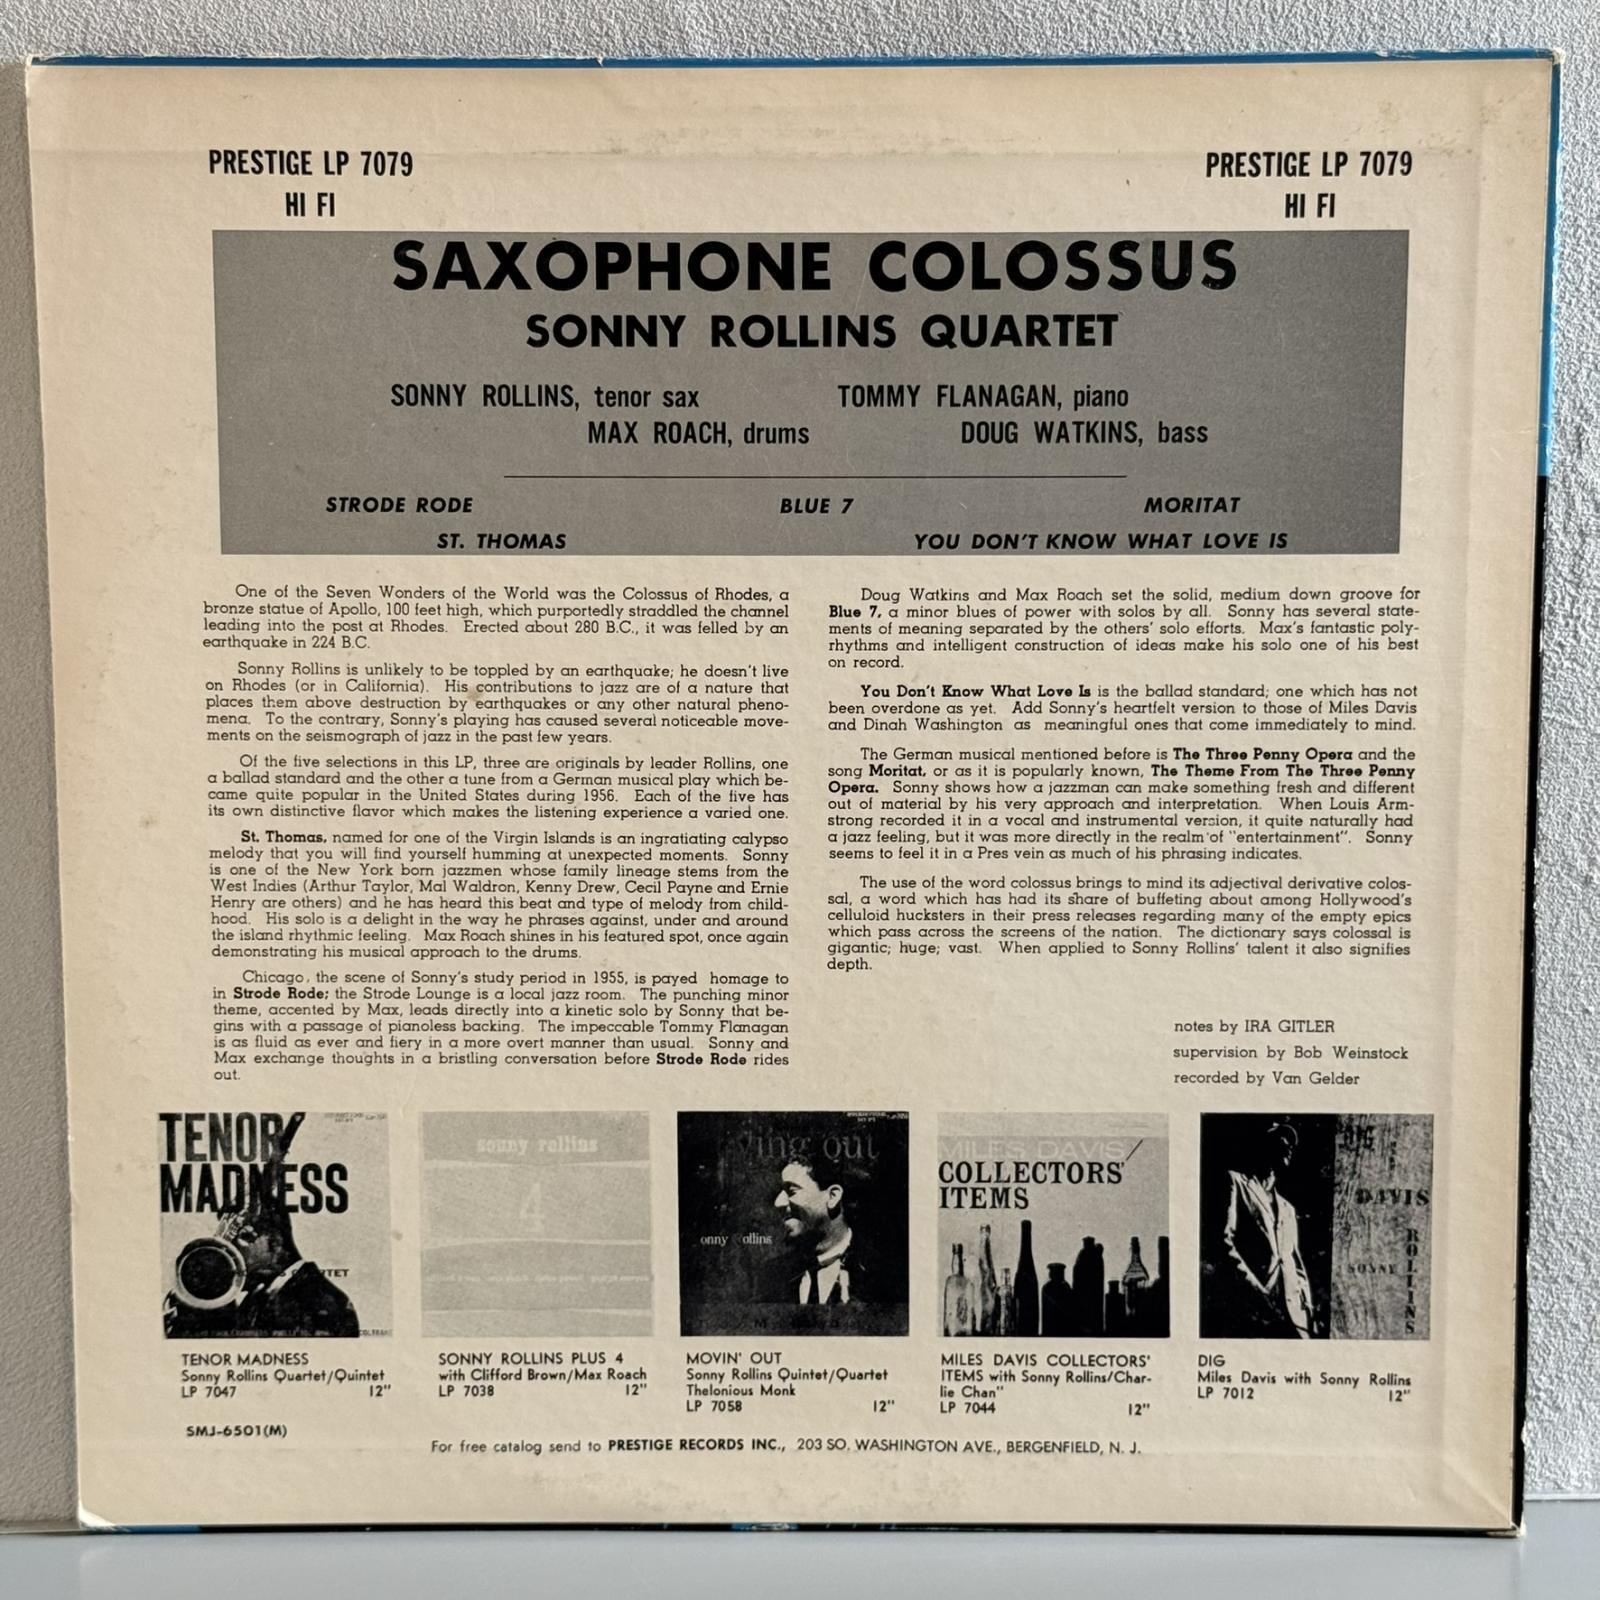 PRESTIGE LP 7079
HI FI
PRESTIGE LP 7079
HI FI
SAXOPHONE COLOSSUS
SONNY ROLLINS QUARTET
SONNY ROLLINS, tenor sax TOMMY FLANAGAN, piano
MAX ROACH, drums DOUG WATKINS, bass
STRODE RODE BLUE 7 MORITAT
ST. THOMAS YOU DON'T KNOW WHAT LOVE IS
One of the Seven Wonders of the World was the Colossus of Rhodes, a
bronze statue of Apollo, 100 feet high, which purportedly straddled the channel
leading into the post at Rhodes. Erected about 280 B.C., it was felled by an
earthquake in 224 B.C.
Sonny Rollins is unlikely to be toppled by an earthquake; he doesn't live
on Rhodes (or in California). His contributions to jazz are of a nature that
places them above destruction by earthquakes or any other natural pheno-
mena. To the contrary, Sonny's playing has caused several noticeable move-
ments on the seismograph of jazz in the past few years.
Of the five selections in this LP, three are originals by leader Rollins, one
a ballad standard and the other a tune from a German musical play which be-
came quite popular in the United States during 1956. Each of the five has
its own distinctive flavor which makes the listening experience a varied one.
St. Thomas, named for one of the Virgin Islands is an ingratiating calypso
melody that you will find yourself humming at unexpected moments. Sonny
is one of the New York born jazzmen whose family lineage stems from the
West Indies (Arthur Taylor, Mal Waldron, Kenny Drew, Cecil Payne and Ernie
Henry are others) and he has heard this beat and type of melody from child-
hood. His solo is a delight in the way he phrases against, under and around
the island rhythmic feeling. Max Roach shines in his featured spot, once again
demonstrating his musical approach to the drums.
Chicago, the scene of Sonny's study period in 1955, is payed homage to
in Strode Rode; the Strode Lounge is a local jazz room. The punching minor
theme, accented by Max, leads directly into a kinetic solo by Sonny that be-
gins with a passage of pianoless backing. The impeccable Tommy Flanagan
is as fluid as ever and fiery in a more overt manner than usual. Sonny and
Max exchange thoughts in a bristling conversation before Strode Rode rides
out.
Doug Watkins and Max Roach set the solid, medium down groove for
Blue 7, a minor blues of power with solos by all. Sonny has several state-
ments of meaning separated by the others' solo efforts. Max's fantastic poly-
rhythms and intelligent construction of ideas make his solo one of his best
on record.
You Don't Know What Love Is is the ballad standard; one which has not
been overdone as yet. Add Sonny's heartfelt version to those of Miles Davis
and Dinah Washington as meaningful ones that come immediately to mind.
The German musical mentioned before is The Three Penny Opera and the
song Moritat, or as it is popularly known, The Theme From The Three Penny
Opera. Sonny shows how a jazzman can make something fresh and different
out of material by his very approach and interpretation. When Louis Arm-
strong recorded it in a vocal and instrumental version, it quite naturally had
a jazz feeling, but it was more directly in the realm of "entertainment". Sonny
seems to feel it in a Pres vein as much of his phrasing indicates.
The use of the word colossus brings to mind its adjectival derivative colos-
sal, a word which has had its share of buffeting about among Hollywood's
celluloid hucksters in their press releases regarding many of the empty epics
which pass across the screens of the nation. The dictionary says colossal is
gigantic; huge; vast. When applied to Sonny Rollins' talent it also signifies
depth.
notes by IRA GITLER
supervision by Bob Weinstock
recorded by Van Gelder
TENOR
MADNESS
sonny rollins
4
ving out
onny ollins
MILES DAVIS
COLLECTORS'
ITEMS
DIG
DAVIS
SONNY
ROLLINS
TENOR MADNESS
Sonny Rollins Quartet/Quintet
LP 7047 12"
SONNY ROLLINS PLUS 4
with Clifford Brown/Max Roach
LP 7038 12"
MOVIN' OUT
Sonny Rollins Quintet/Quartet
Thelonious Monk
LP 7058 12"
MILES DAVIS COLLECTORS'
ITEMS with Sonny Rollins/Char-
lie Chan"
LP 7044 12"
DIG
Miles Davis with Sonny Rollins
LP 7012 12"
SMJ-6501(M)
For free catalog send to PRESTIGE RECORDS INC., 203 SO. WASHINGTON AVE., BERGENFIELD, N. J.